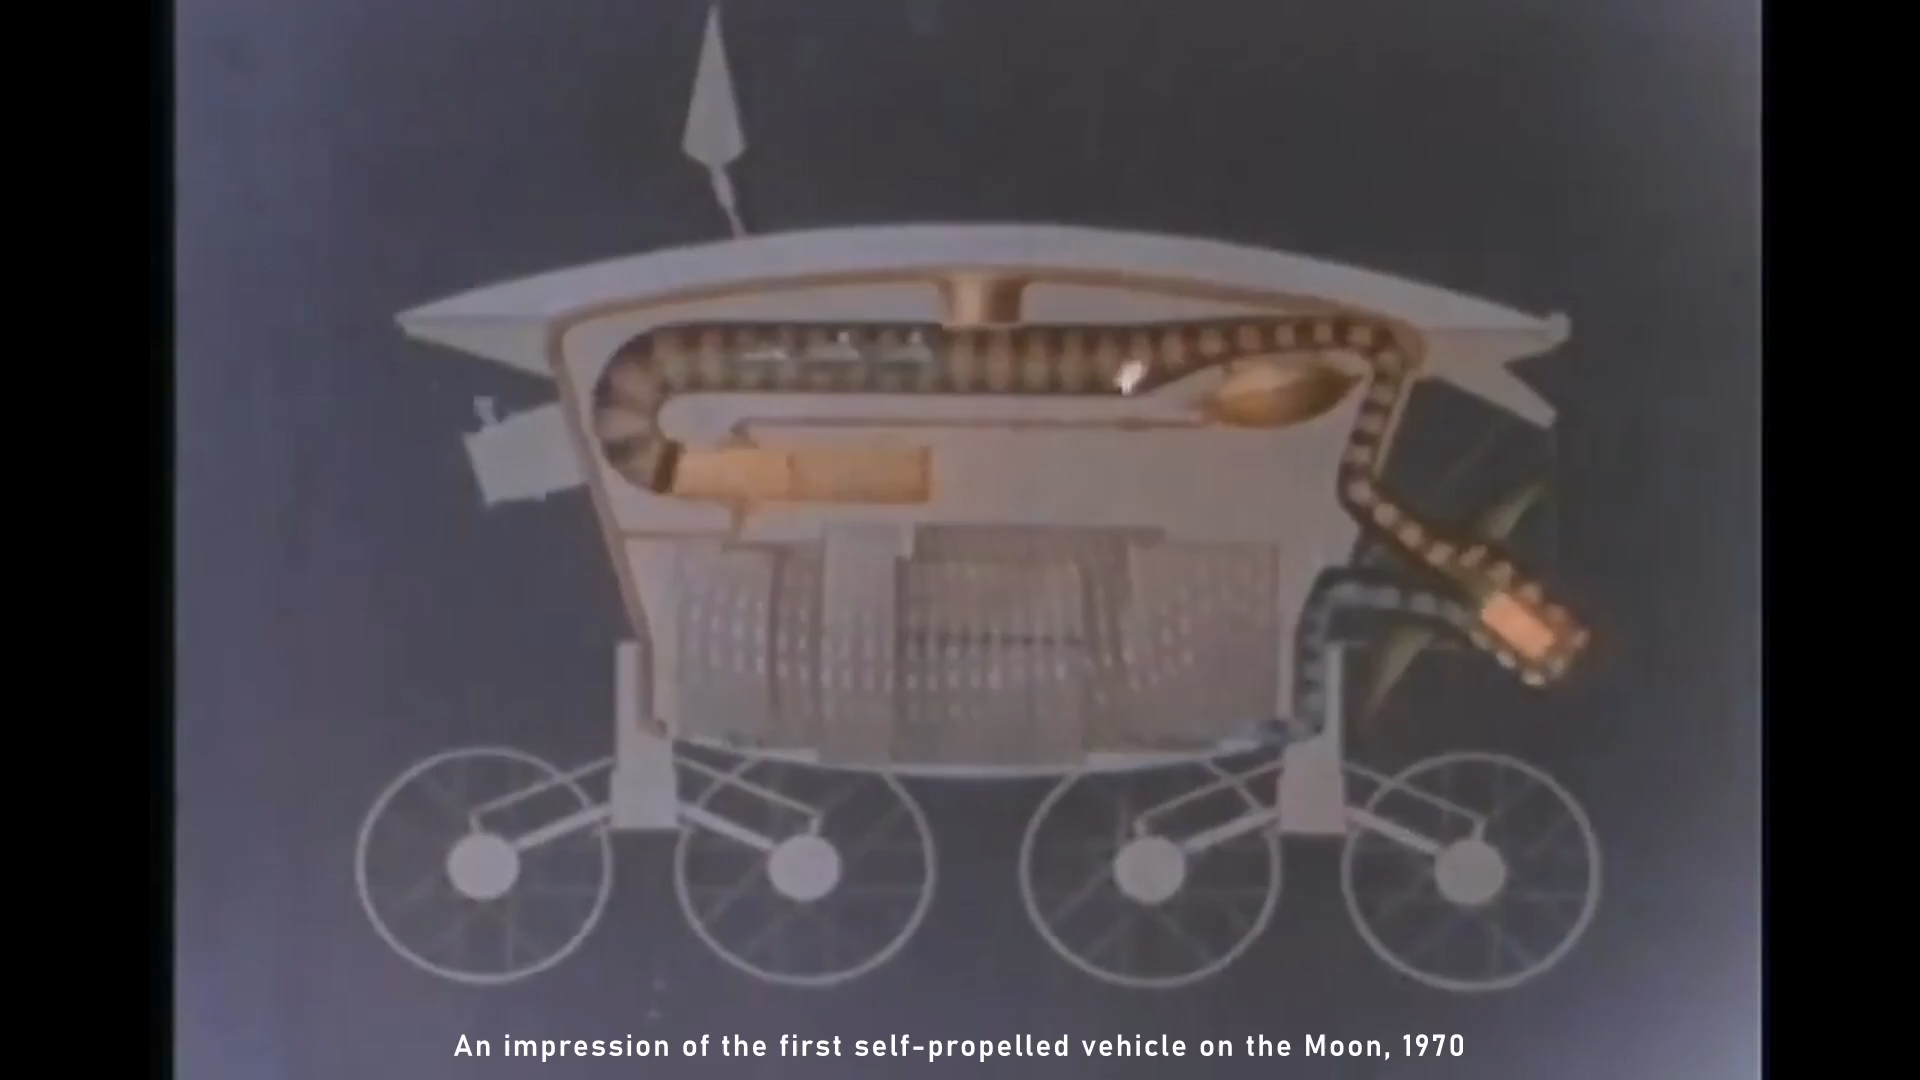 An impression of the first self-propelled vehicle on the Moon, 1970